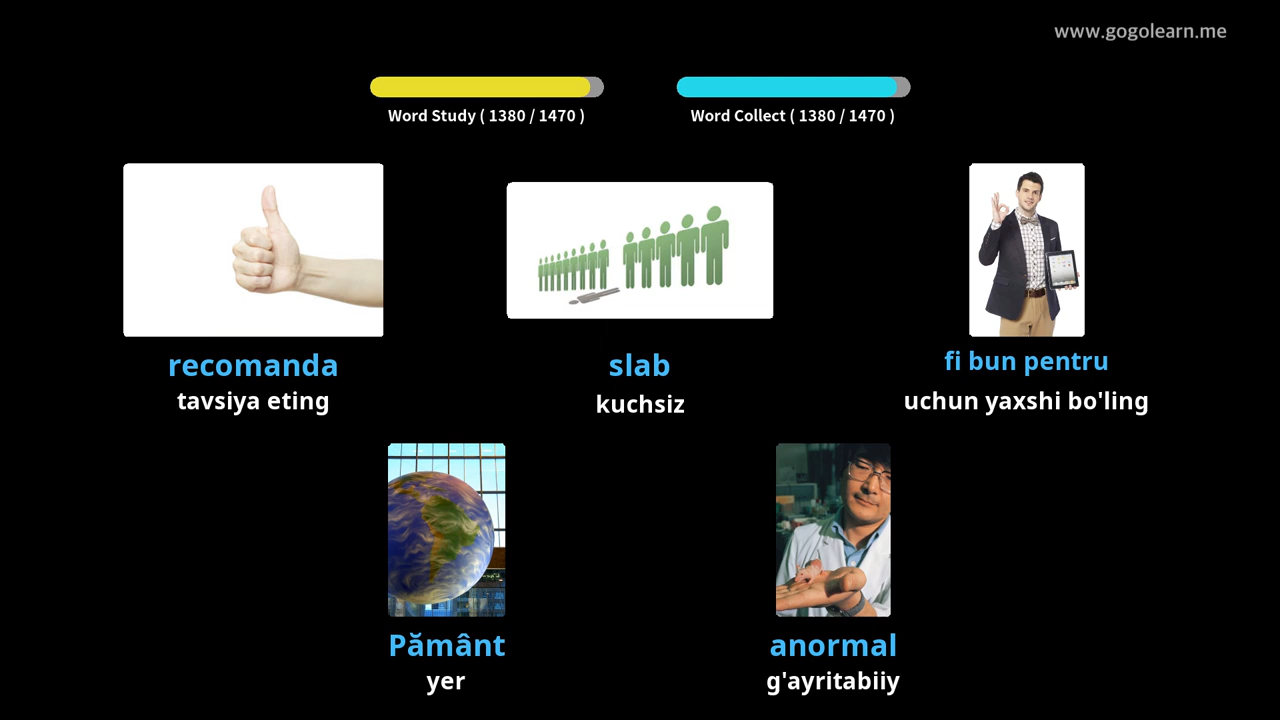 www.gogolearn.me
Word Study ( 1380 / 1470 )
Word Collect ( 1380 / 1470 )
recomanda
tavsiya eting
slab
kuchsiz
fi bun pentru
uchun yaxshi bo'ling
Pământ
yer
anormal
g'ayritabiiy